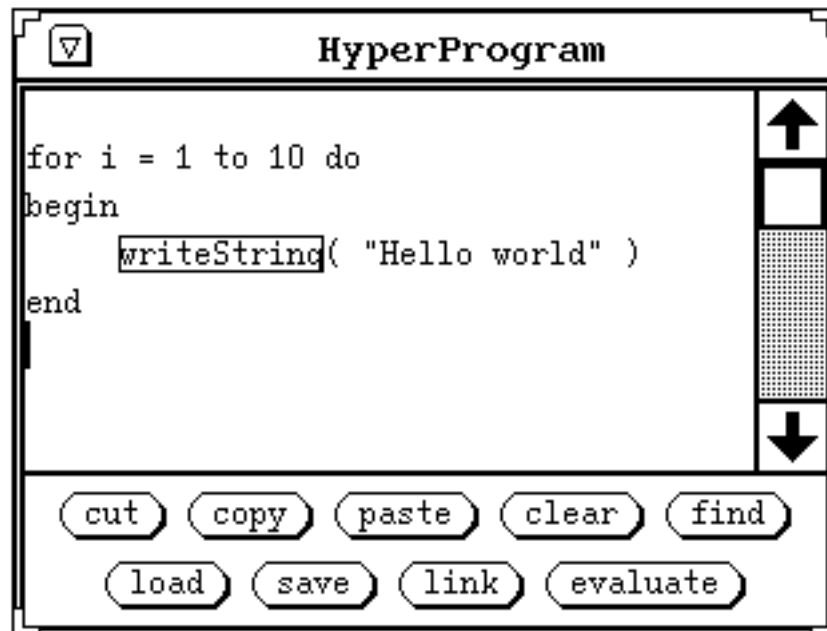 HyperProgram
for i = 1 to 10 do
begin
writeString( "Hello world" )
end
cut copy paste clear find
load save link evaluate